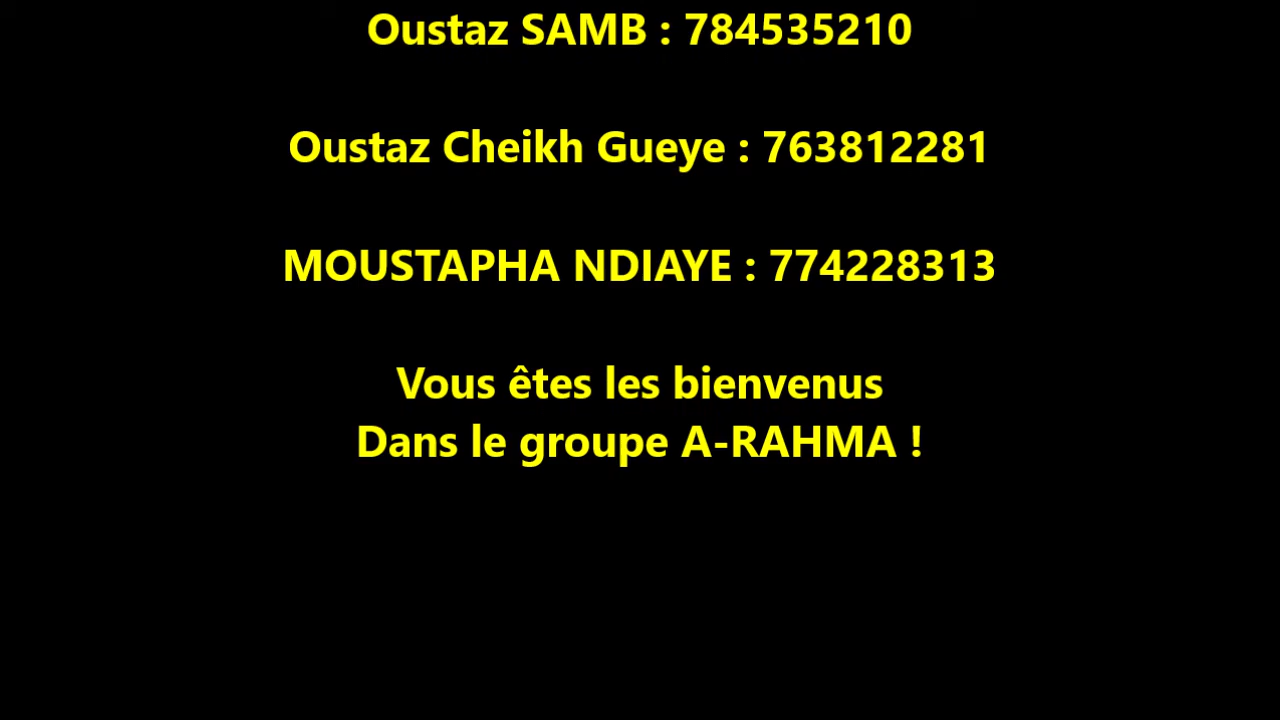 Oustaz SAMB : 784535210
Oustaz Cheikh Gueye : 763812281
MOUSTAPHA NDIAYE : 774228313
Vous êtes les bienvenus
Dans le groupe A-RAHMA !